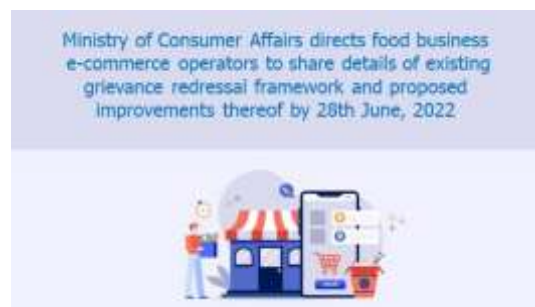 Ministry of Consumer Affairs directs food business
e-commerce operators to share details of existing
grievance redressal framework and proposed
improvements thereof by 28th June, 2022